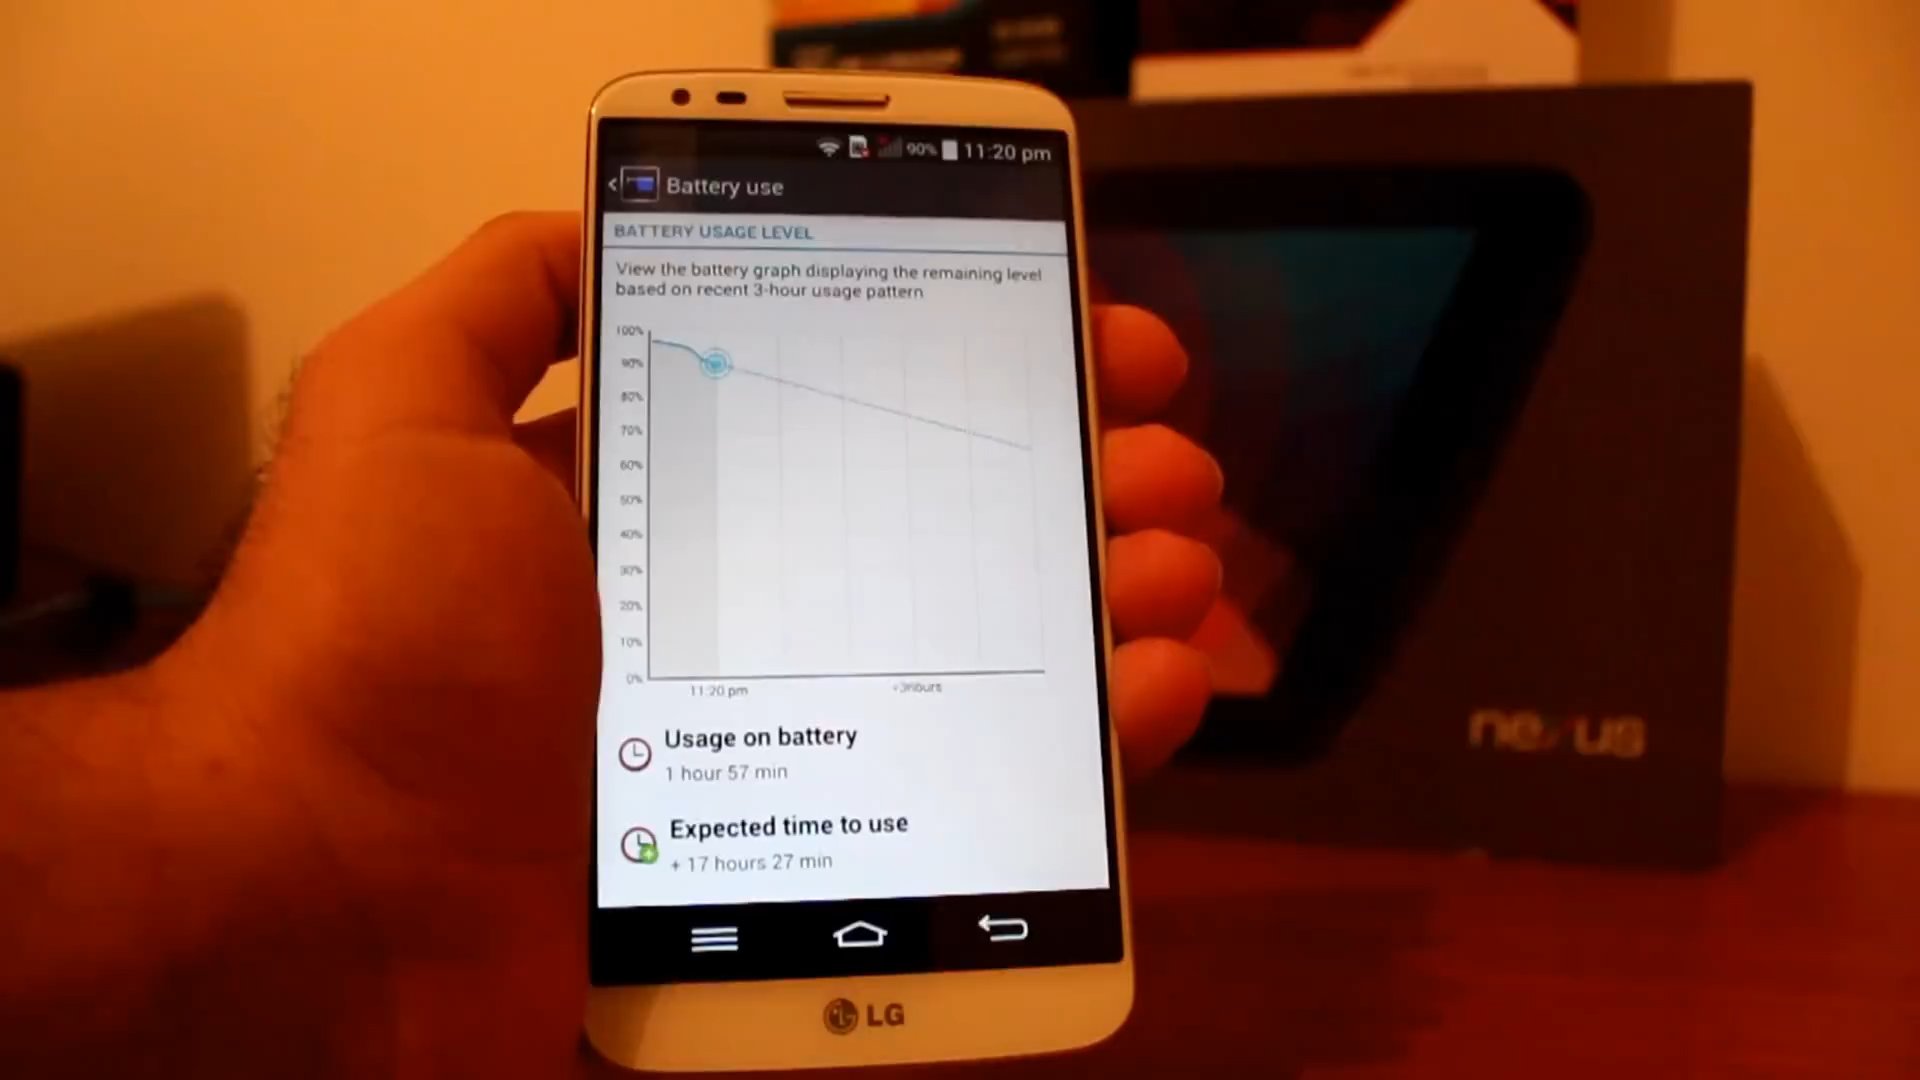 90% 11:20 pm
Battery use
BATTERY USAGE LEVEL
View the battery graph displaying the remaining level
based on recent 3-hour usage pattern
100%
90%
80%
70%
60%
50%
40%
30%
20%
10%
0%
11:20 pm +3hours
Usage on battery
1 hour 57 min
Expected time to use
+ 17 hours 27 min
LG
nexus